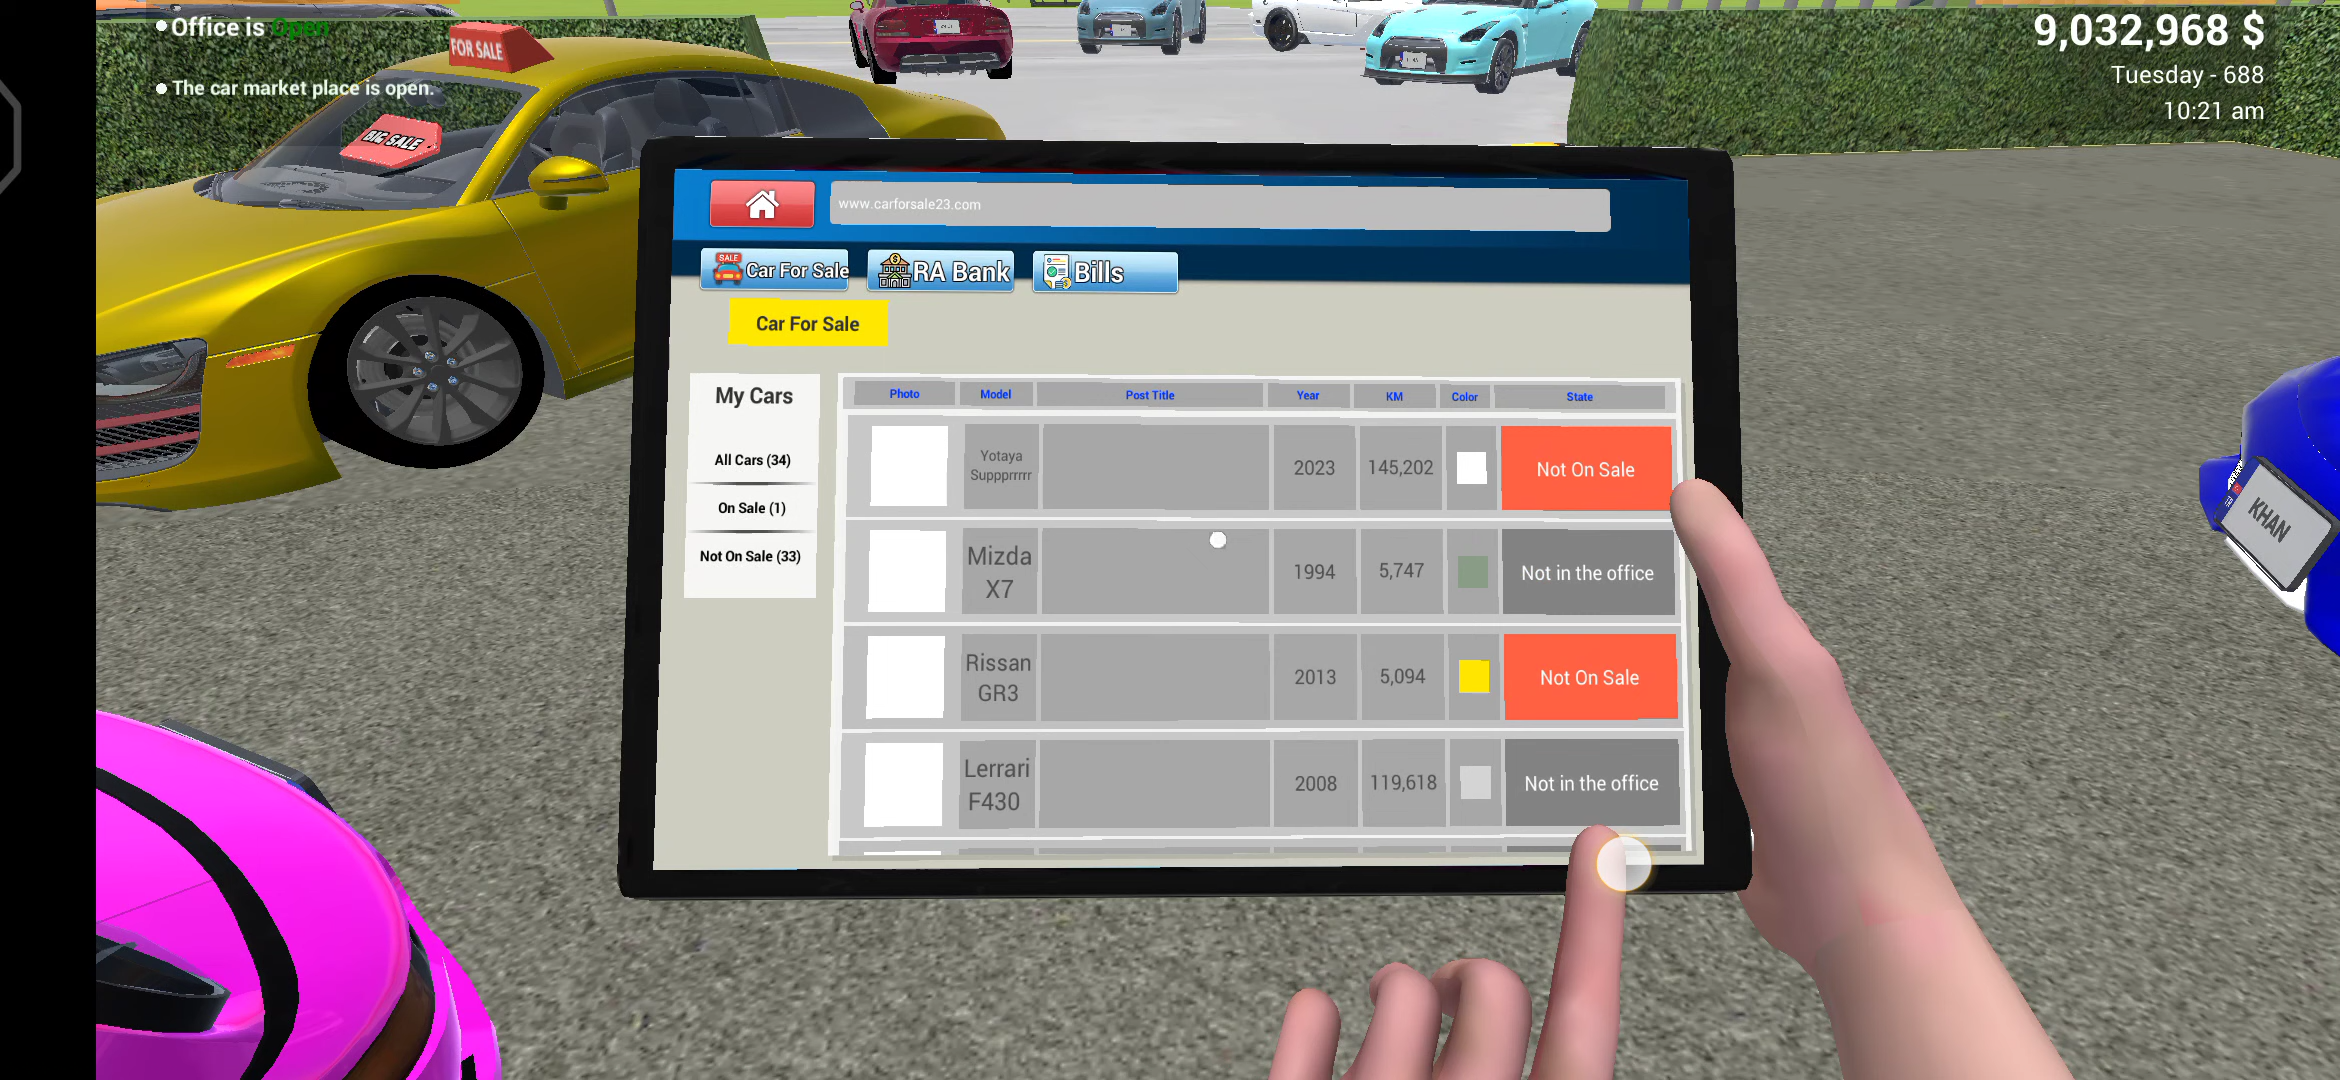 Office is Open
The car market place is open.
FOR SALE
BIG SALE
9,032,968 $
Tuesday - 688
10:21 am
www.carforsale23.com
SALE
Car For Sale
RA Bank
Bills
Car For Sale
My Cars
All Cars (34)
On Sale (1)
Not On Sale (33)
Photo Model Post Title Year KM Color State
Yotaya
Supprrrrr 2023 145,202 Not On Sale
Mizda
X7 1994 5,747 Not in the office
Rissan
GR3 2013 5,094 Not On Sale
Lerrari
F430 2008 119,618 Not in the office
KHAN